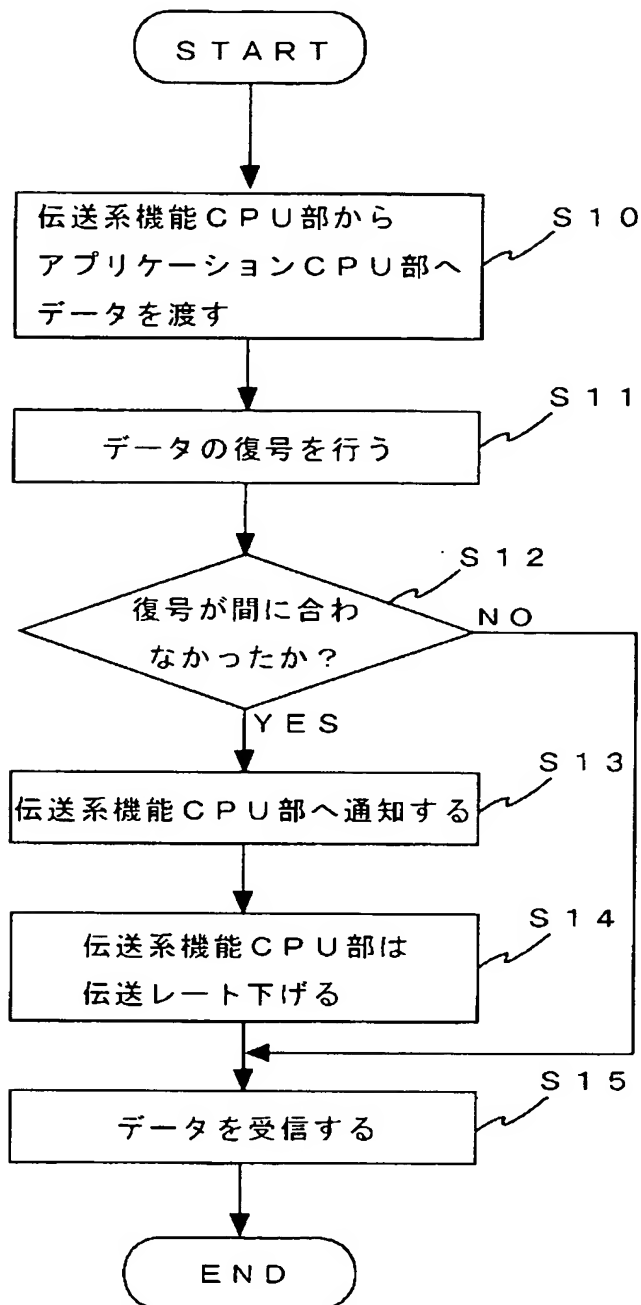 START
伝送系機能CPU部から
アプリケーションCPU部へ
データを渡す
S10
データの復号を行う
S11
復号が間に合わ
なかったか?
S12
NO
YES
伝送系機能CPU部へ通知する
S13
伝送系機能CPU部は
伝送レート下げる
S14
データを受信する
S15
END